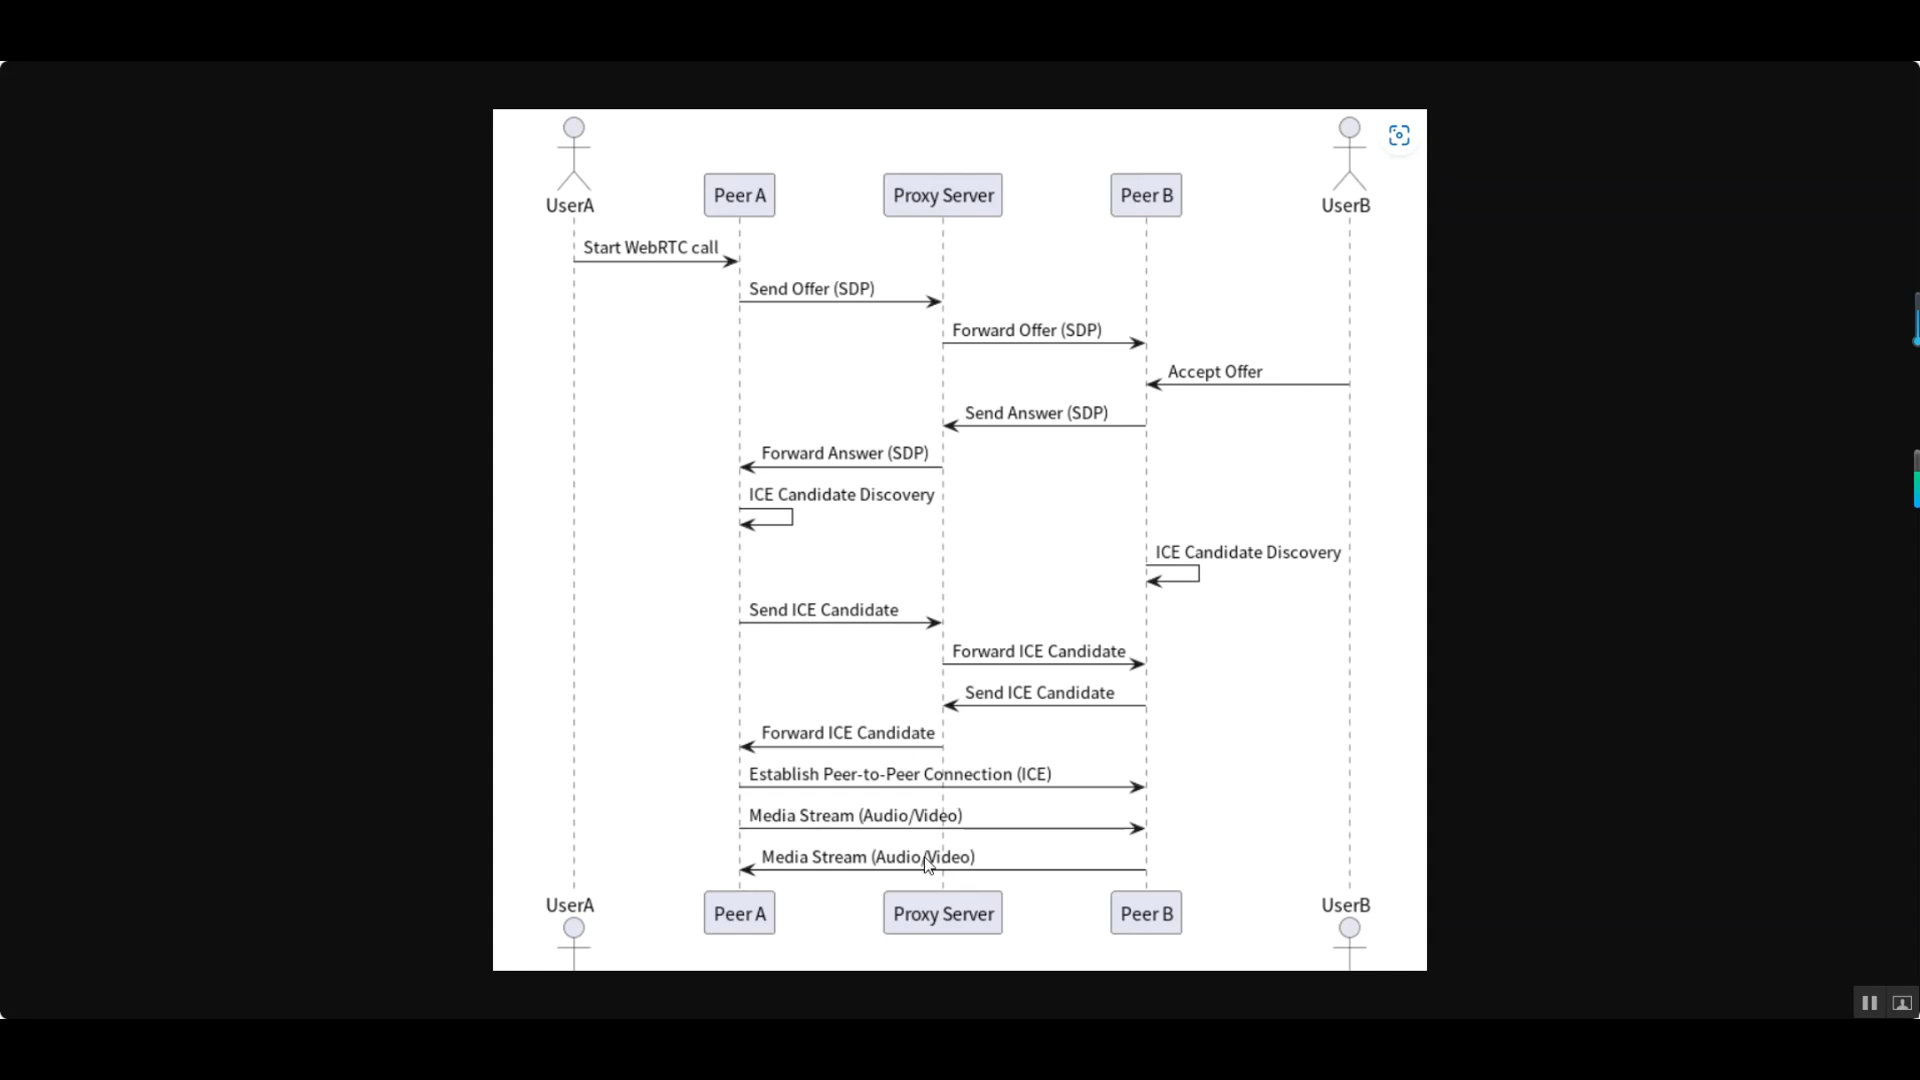 UserA
UserB
Peer A
Proxy Server
Peer B
Start WebRTC call
Send Offer (SDP)
Forward Offer (SDP)
Accept Offer
Send Answer (SDP)
Forward Answer (SDP)
ICE Candidate Discovery
ICE Candidate Discovery
Send ICE Candidate
Forward ICE Candidate
Send ICE Candidate
Forward ICE Candidate
Establish Peer-to-Peer Connection (ICE)
Media Stream (Audio/Video)
Media Stream (Audio/Video)
UserA
Peer A
Proxy Server
Peer B
UserB